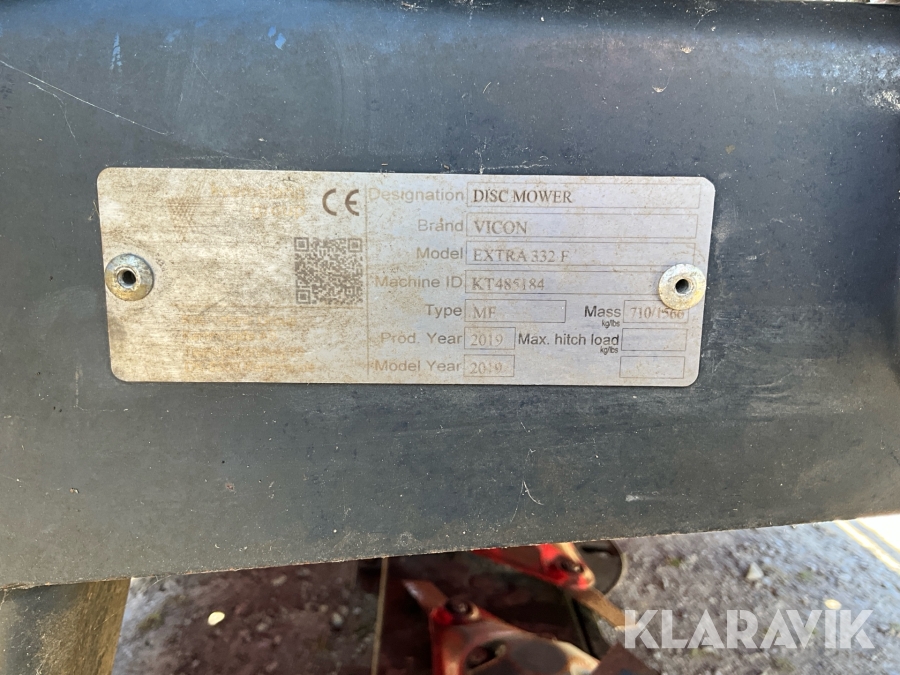 CE
Designation DISC MOWER
Brand VICON
Model EXTRA 332 F
Machine ID KT485184
Type MF Mass kg/lbs 710/1566
Prod. Year 2019 Max. hitch load kg/lbs
Model Year 2019
KLARAVIK